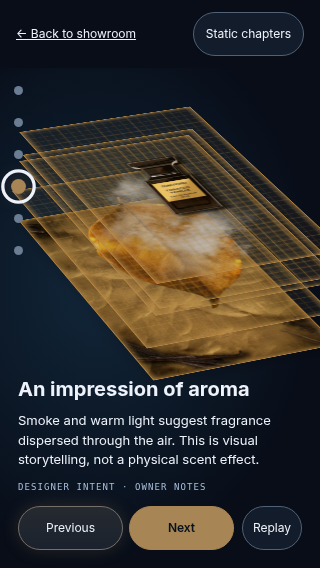 ← Back to showroom
Static chapters
An impression of aroma
Smoke and warm light suggest fragrance
dispersed through the air. This is visual
storytelling, not a physical scent effect.
DESIGNER INTENT · OWNER NOTES
Previous
Next
Replay